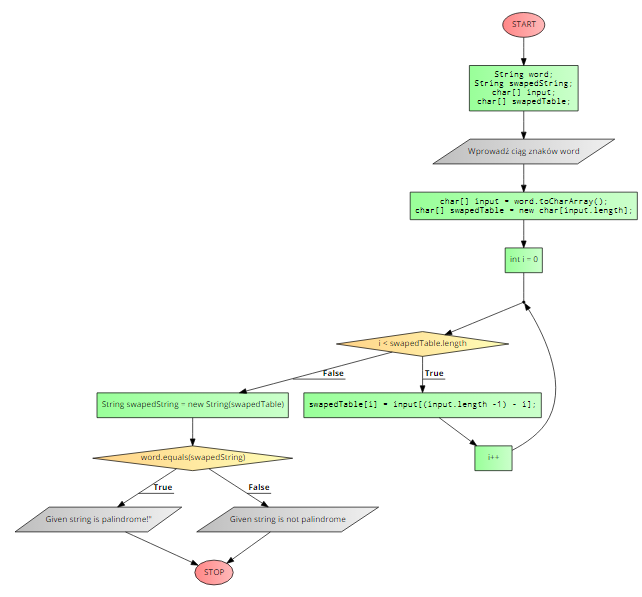 START
String word;
String swapedString;
char[] input;
char[] swapedTable;
Wprowadź ciąg znaków word
char[] input = word.toCharArray();
char[] swapedTable = new char[input.length];
int i = 0
i < swapedTable.length
False
True
String swapedString = new String(swapedTable)
swapedTable[i] = input[(input.length -1) - i];
word.equals(swapedString)
i++
True
False
Given string is palindrome!"
Given string is not palindrome
STOP